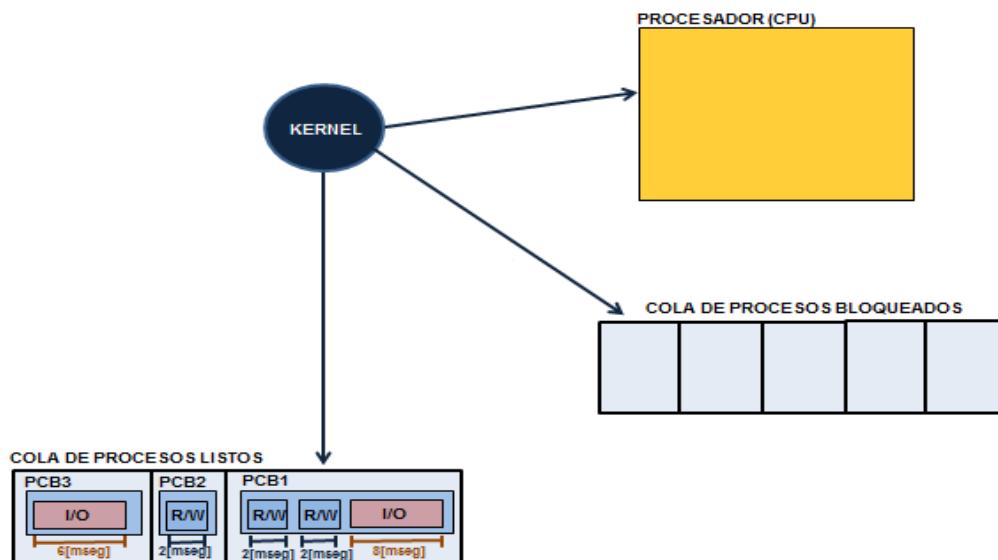 PROCESADOR (CPU)
KERNEL
COLA DE PROCESOS BLOQUEADOS
COLA DE PROCESOS LISTOS
PCB3 PCB2 PCB1
I/O R/W R/W R/W I/O
6[mseg] 2[mseg] 2[mseg] 2[mseg] 8[mseg]